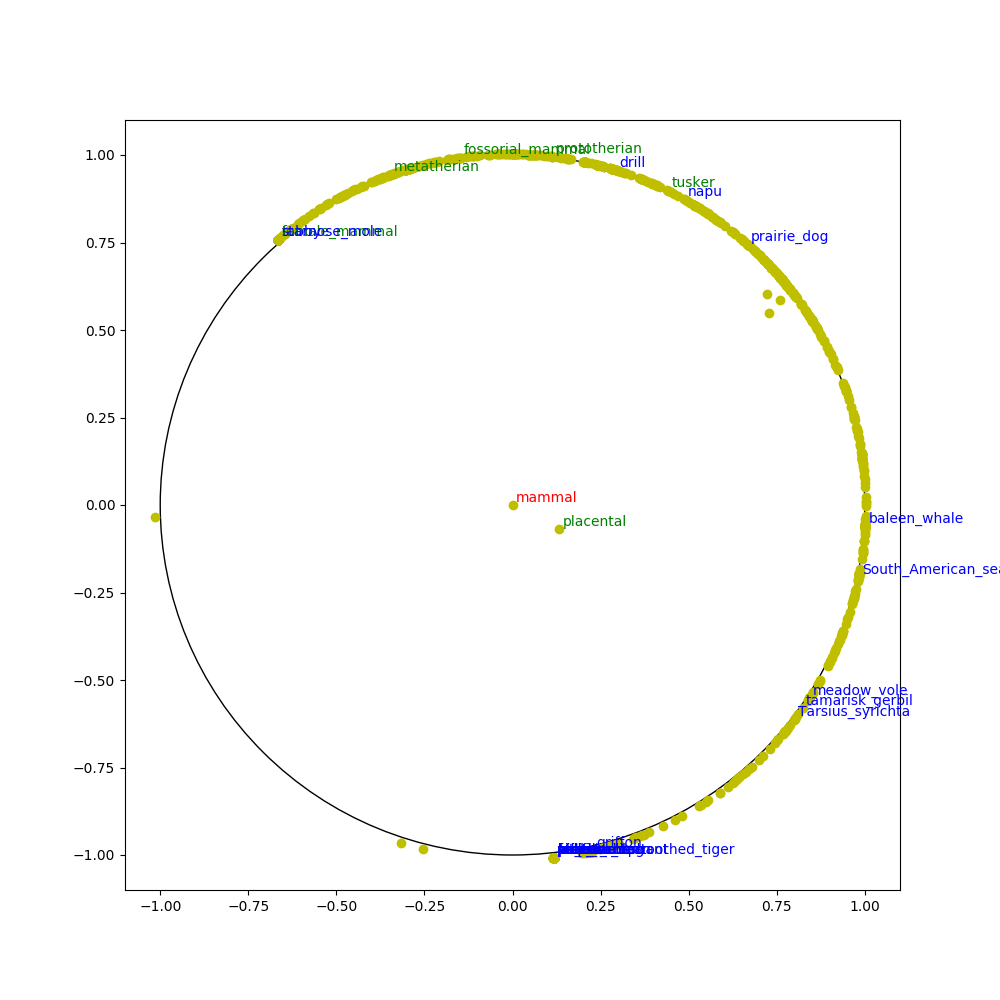 1.00
0.75
0.50
0.25
0.00
−0.25
−0.50
−0.75
−1.00
fossorial_mammal
prototherian
metatherian
drill
tusker
napu
prairie_dog
mammal
placental
baleen_whale
South_American_sea
meadow_vole
tamarisk_gerbil
Tarsius_syrichta
griffon
−1.00
−0.75
−0.50
−0.25
0.00
0.25
0.50
0.75
1.00